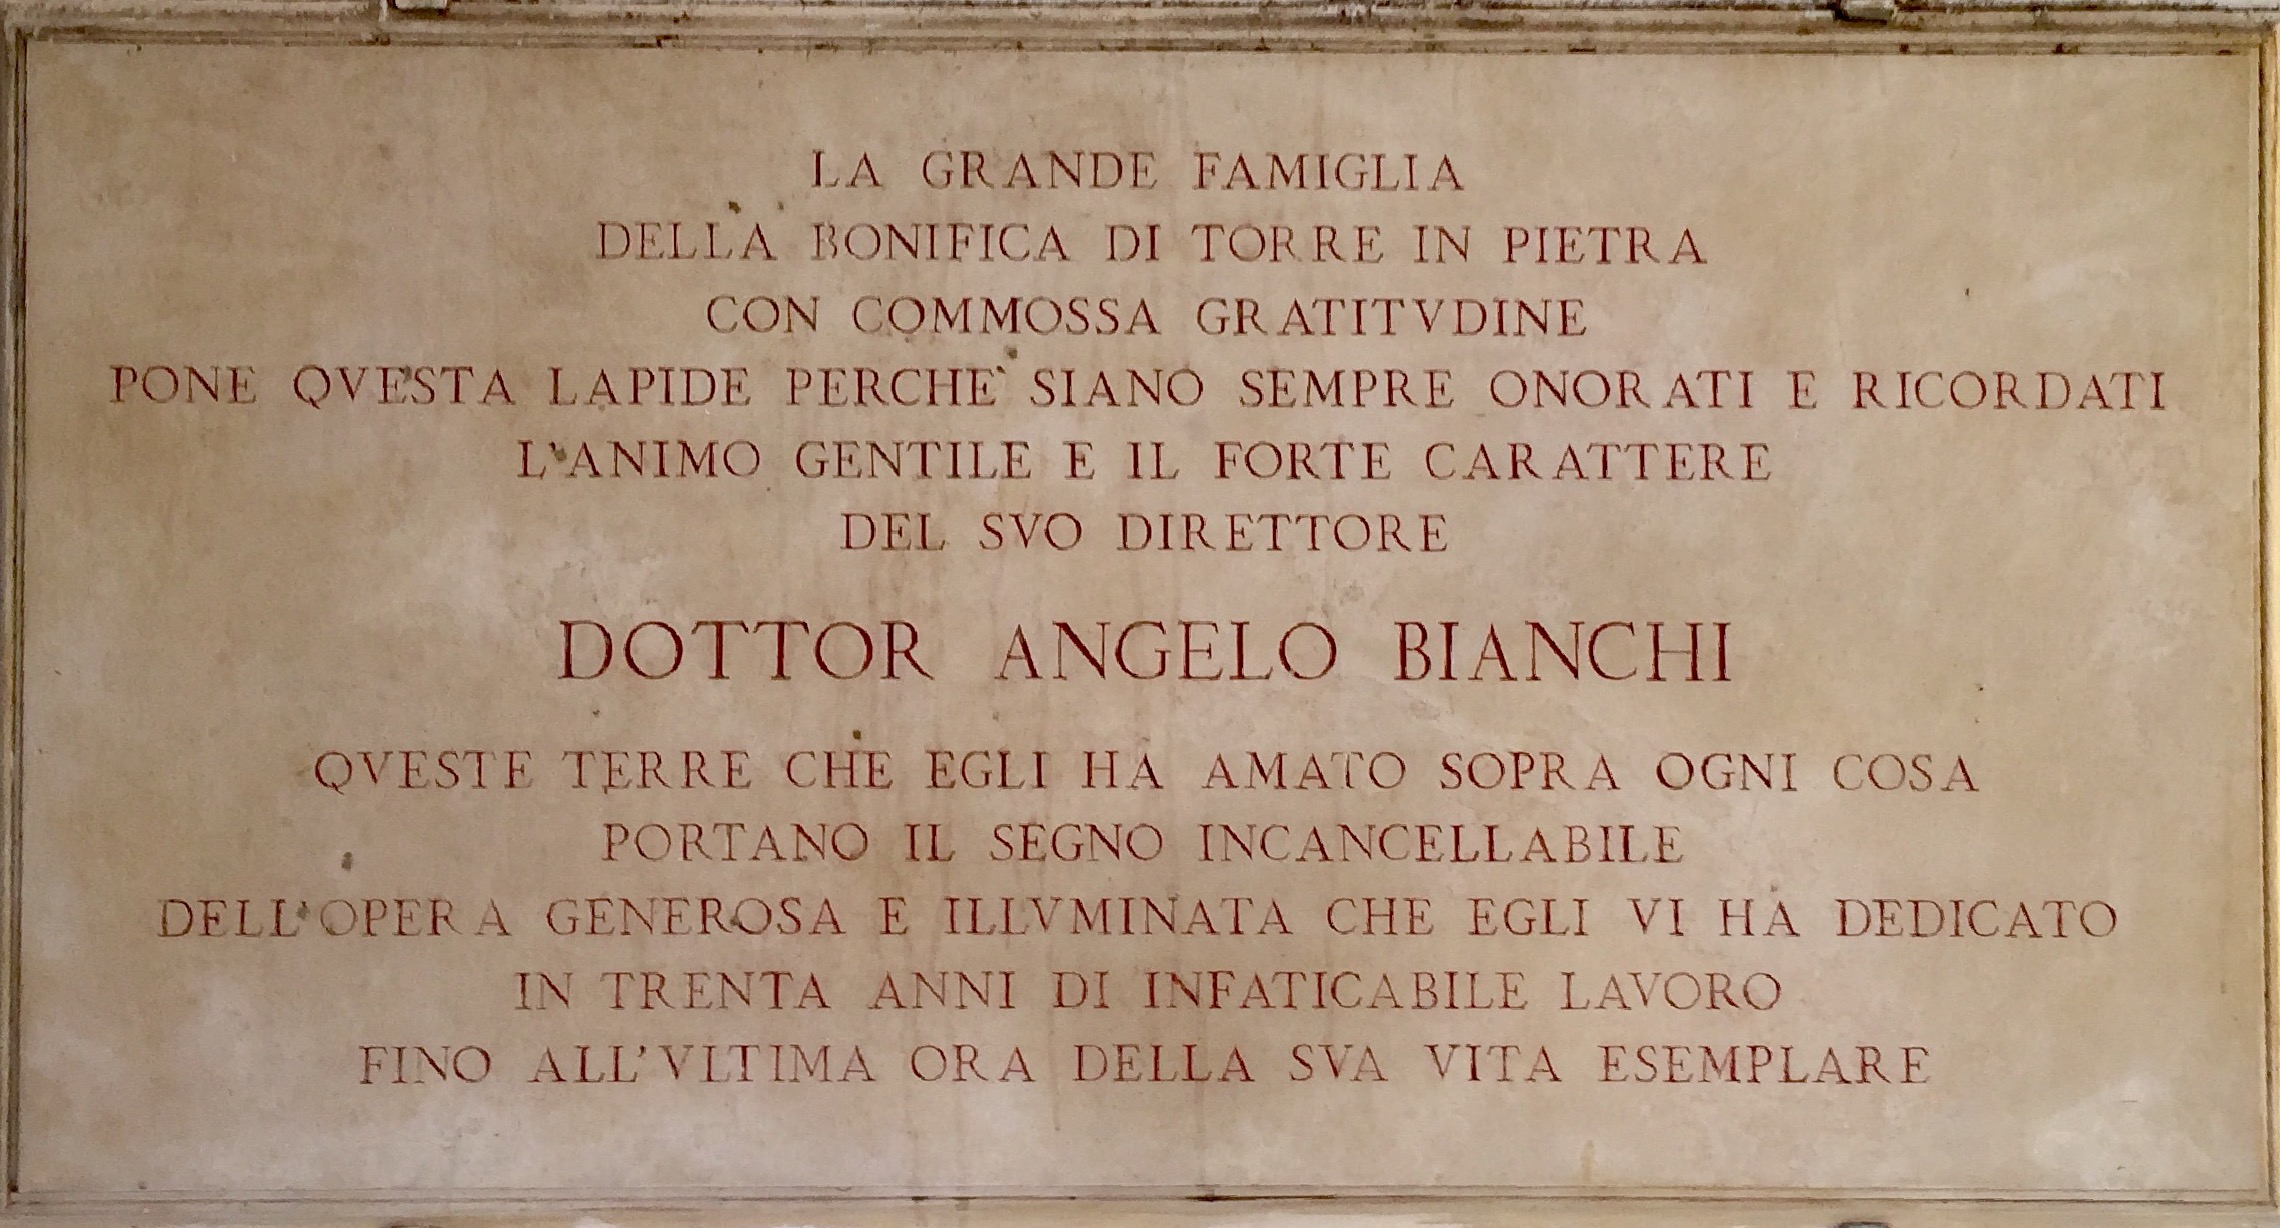 LA GRANDE FAMIGLIA
DELLA BONIFICA DI TORRE IN PIETRA
CON COMMOSSA GRATITVDINE
PONE QVESTA LAPIDE PERCHE' SIANO SEMPRE ONORATI E RICORDATI
L'ANIMO GENTILE E IL FORTE CARATTERE
DEL SVO DIRETTORE
DOTTOR ANGELO BIANCHI
QVESTE TERRE CHE EGLI HA AMATO SOPRA OGNI COSA
PORTANO IL SEGNO INCANCELLABILE
DELL'OPERA GENEROSA E ILLVMINATA CHE EGLI VI HA DEDICATO
IN TRENTA ANNI DI INFATICABILE LAVORO
FINO ALL'VLTIMA ORA DELLA SVA VITA ESEMPLARE